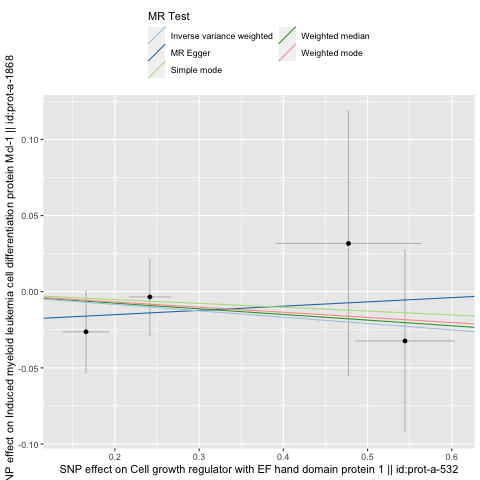 MR Test
Inverse variance weighted
Weighted median
MR Egger
Weighted mode
Simple mode
NP effect on Induced myeloid leukemia cell differentiation protein Mcl-1 || id:prot-a-1868
0.10
0.05
0.00
-0.05
-0.10
0.2 0.3 0.4 0.5 0.6
SNP effect on Cell growth regulator with EF hand domain protein 1 || id:prot-a-532